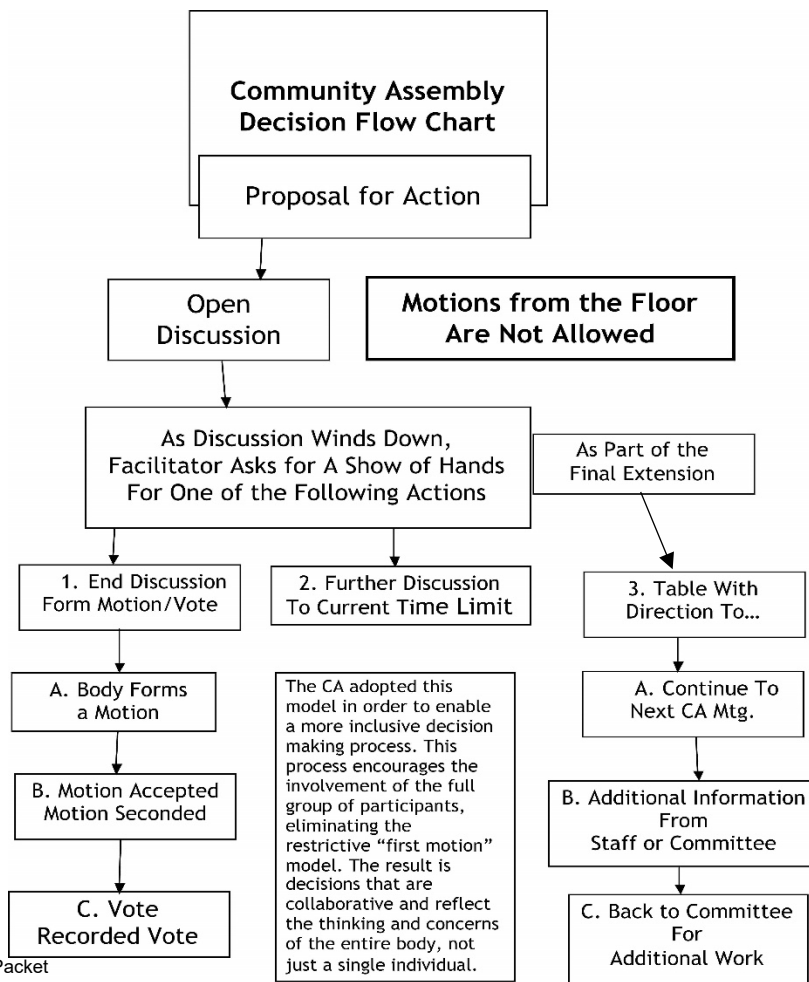 Community Assembly
Decision Flow Chart
Proposal for Action
Open
Discussion
Motions from the Floor
Are Not Allowed
As Discussion Winds Down,
Facilitator Asks for A Show of Hands
For One of the Following Actions
As Part of the
Final Extension
1. End Discussion
Form Motion/Vote
2. Further Discussion
To Current Time Limit
3. Table With
Direction To…
A. Body Forms
a Motion
B. Motion Accepted
Motion Seconded
C. Vote
Recorded Vote
The CA adopted this
model in order to enable
a more inclusive decision
making process. This
process encourages the
involvement of the full
group of participants,
eliminating the
restrictive “first motion”
model. The result is
decisions that are
collaborative and reflect
the thinking and concerns
of the entire body, not
just a single individual.
A. Continue To
Next CA Mtg.
B. Additional Information
From
Staff or Committee
C. Back to Committee
For
Additional Work